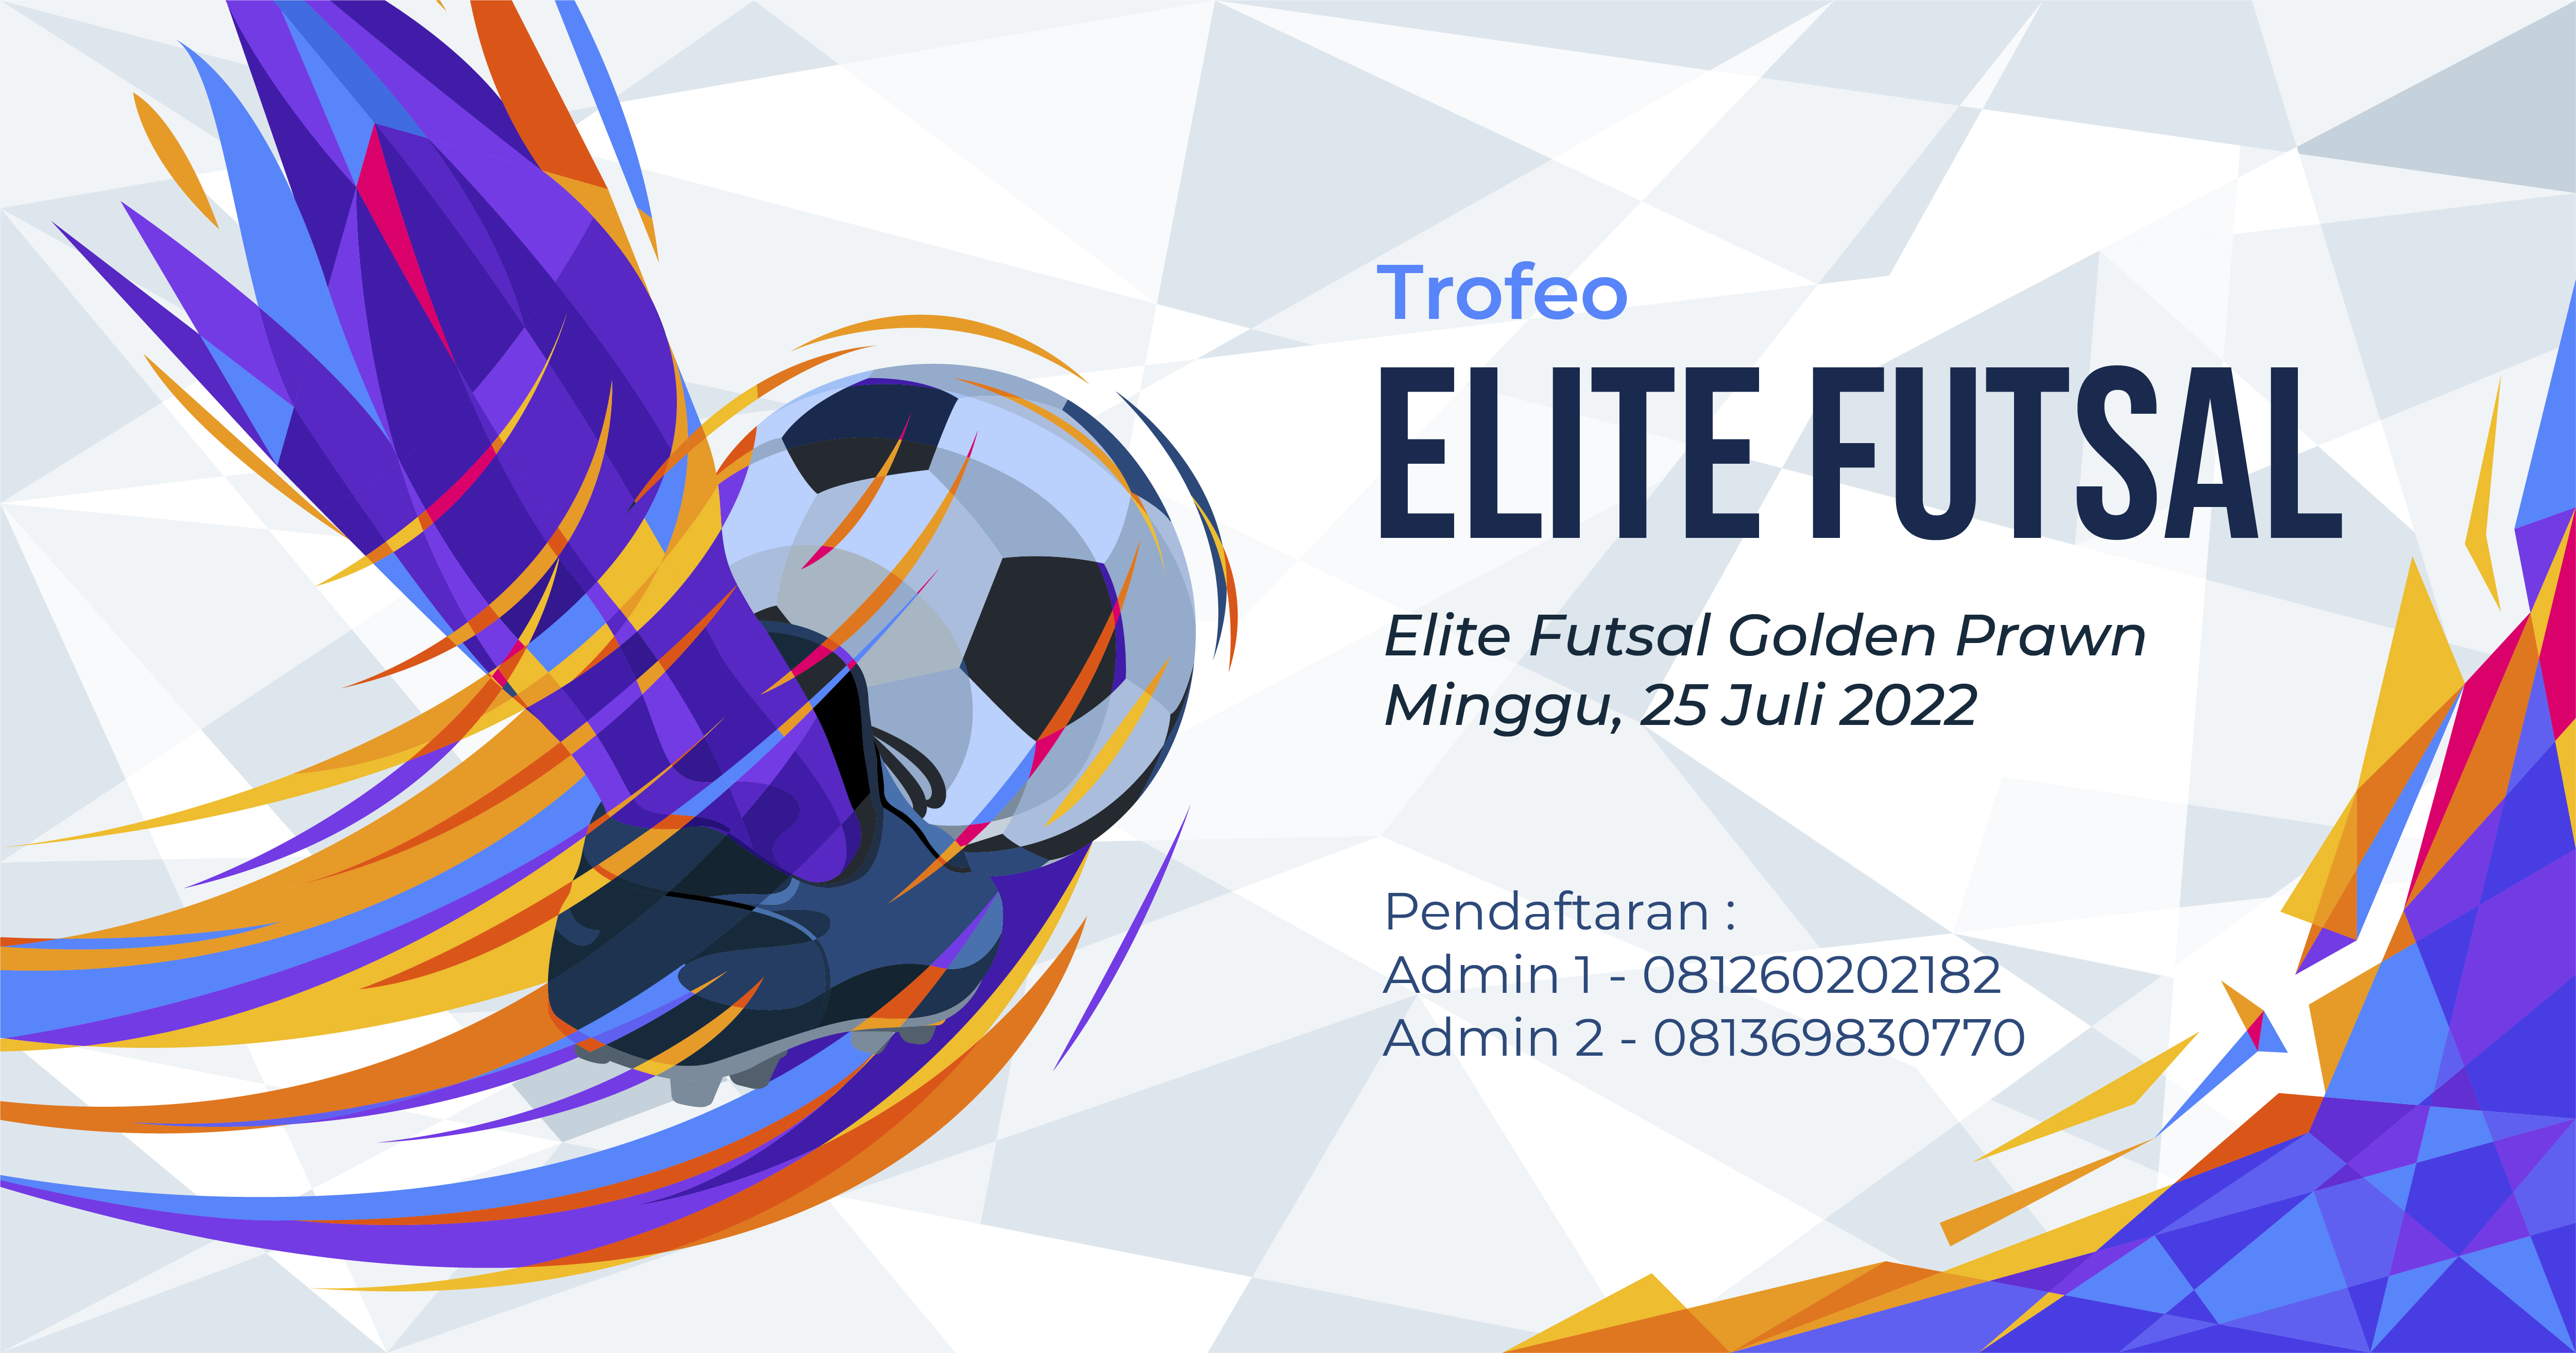 Trofeo
ELITE FUTSAL
Elite Futsal Golden Prawn
Minggu, 25 Juli 2022
Pendaftaran :
Admin 1 - 081260202182
Admin 2 - 081369830770